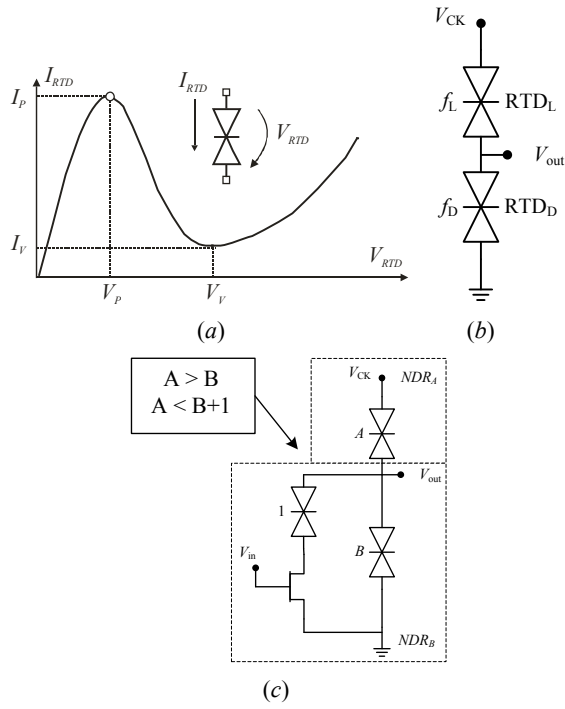 I_RTD
I_P
I_V
V_P
V_V
V_RTD
I_RTD
V_RTD
(a)
V_CK
f_L
RTD_L
V_out
f_D
RTD_D
(b)
A > B
A < B+1
V_CK
NDR_A
A
V_out
1
B
V_in
NDR_B
(c)